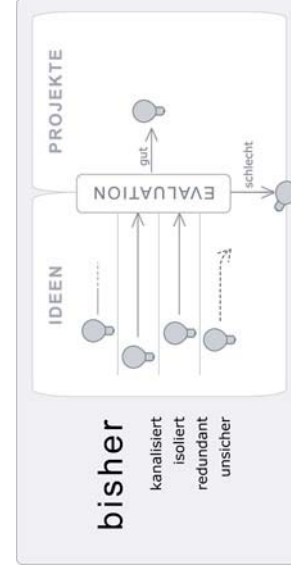 bisher
kanalisiert
isoliert
redundant
unsicher
IDEEN
PROJEKTE
EVALUATION
gut
schlecht